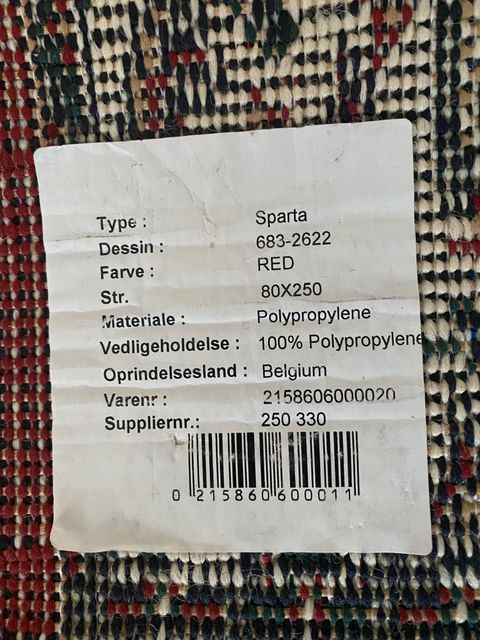 Type : Sparta
Dessin : 683-2622
Farve : RED
Str. 80X250
Materiale : Polypropylene
Vedligeholdelse : 100% Polypropylene
Oprindelsesland : Belgium
Varenr : 2158606000020
Suppliernr.: 250 330
0 215860 600011